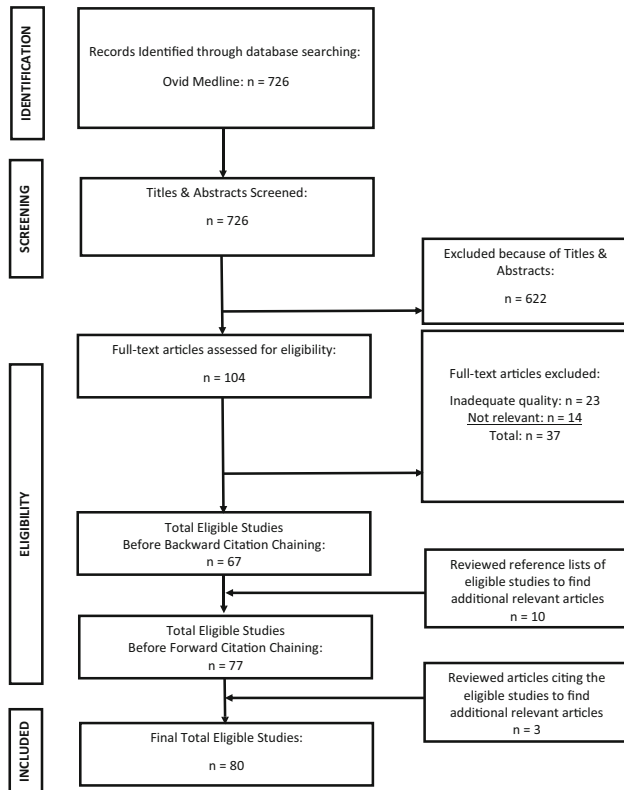 IDENTIFICATION
Records Identified through database searching:
Ovid Medline: n = 726
SCREENING
Titles & Abstracts Screened:
n = 726
Excluded because of Titles &
Abstracts:
n = 622
ELIGIBILITY
Full-text articles assessed for eligibility:
n = 104
Full-text articles excluded:
Inadequate quality: n = 23
Not relevant: n = 14
Total: n = 37
Total Eligible Studies
Before Backward Citation Chaining:
n = 67
Reviewed reference lists of
eligible studies to find
additional relevant articles
n = 10
Total Eligible Studies
Before Forward Citation Chaining:
n = 77
Reviewed articles citing the
eligible studies to find
additional relevant articles
n = 3
INCLUDED
Final Total Eligible Studies:
n = 80